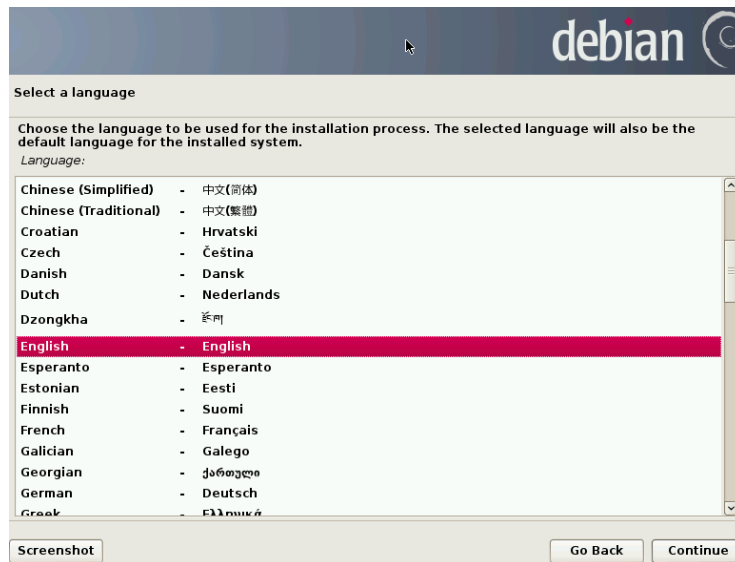 debian
Select a language
Choose the language to be used for the installation process. The selected language will also be the
default language for the installed system.
Language:
Chinese (Simplified) - 中文(简体)
Chinese (Traditional) - 中文(繁體)
Croatian - Hrvatski
Czech - Čeština
Danish - Dansk
Dutch - Nederlands
Dzongkha - རྫོང་ཁ།
English - English
Esperanto - Esperanto
Estonian - Eesti
Finnish - Suomi
French - Français
Galician - Galego
Georgian - ქართული
German - Deutsch
Greek - Ελληνικά
Screenshot Go Back Continue